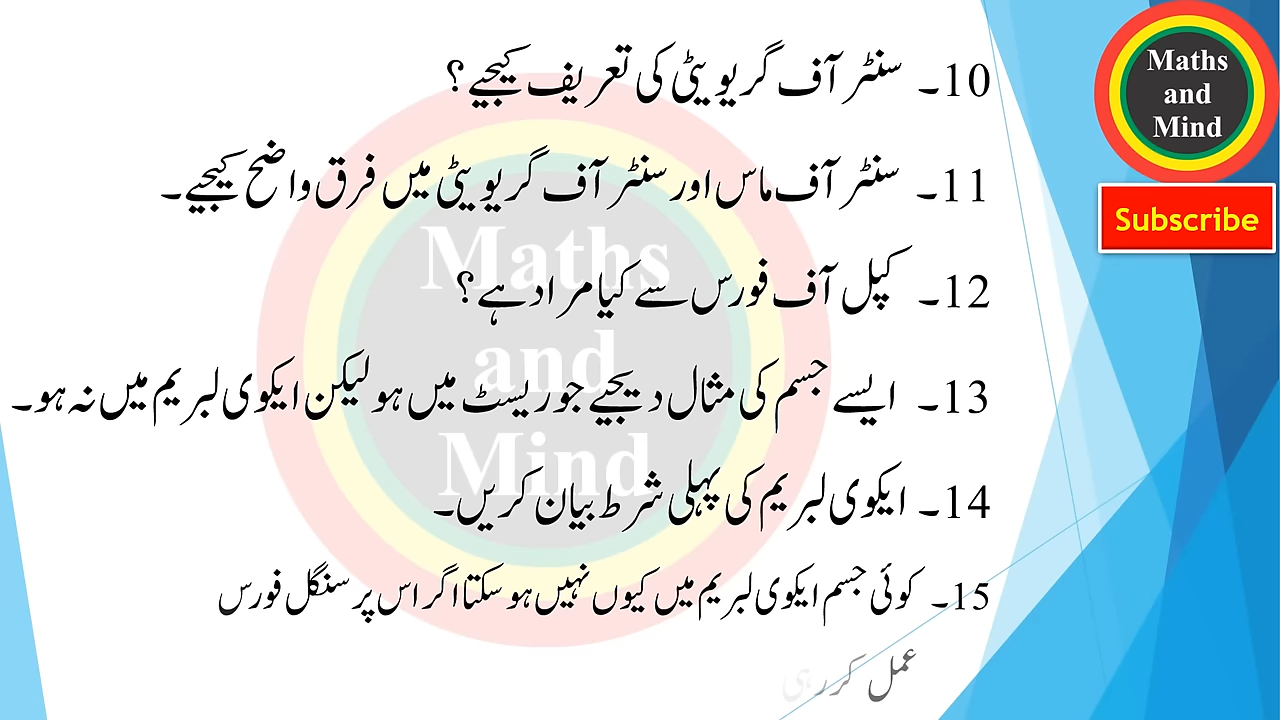 10۔ سنٹر آف گریویٹی کی تعریف کیجیے؟
11۔ سنٹر آف ماس اور سنٹر آف گریویٹی میں فرق واضح کیجیے۔
12۔ کپل آف فورس سے کیا مراد ہے؟
13۔ ایسے جسم کی مثال دیجیے جو ریسٹ میں ہو لیکن ایکوی لبریم میں نہ ہو۔
14۔ ایکوی لبریم کی پہلی شرط بیان کریں۔
15۔ کوئی جسم ایکوی لبریم میں کیوں نہیں ہو سکتا اگر اس پر سنگل فورس
عمل کر رہی
Maths
and
Mind
Subscribe
Maths
and
Mind